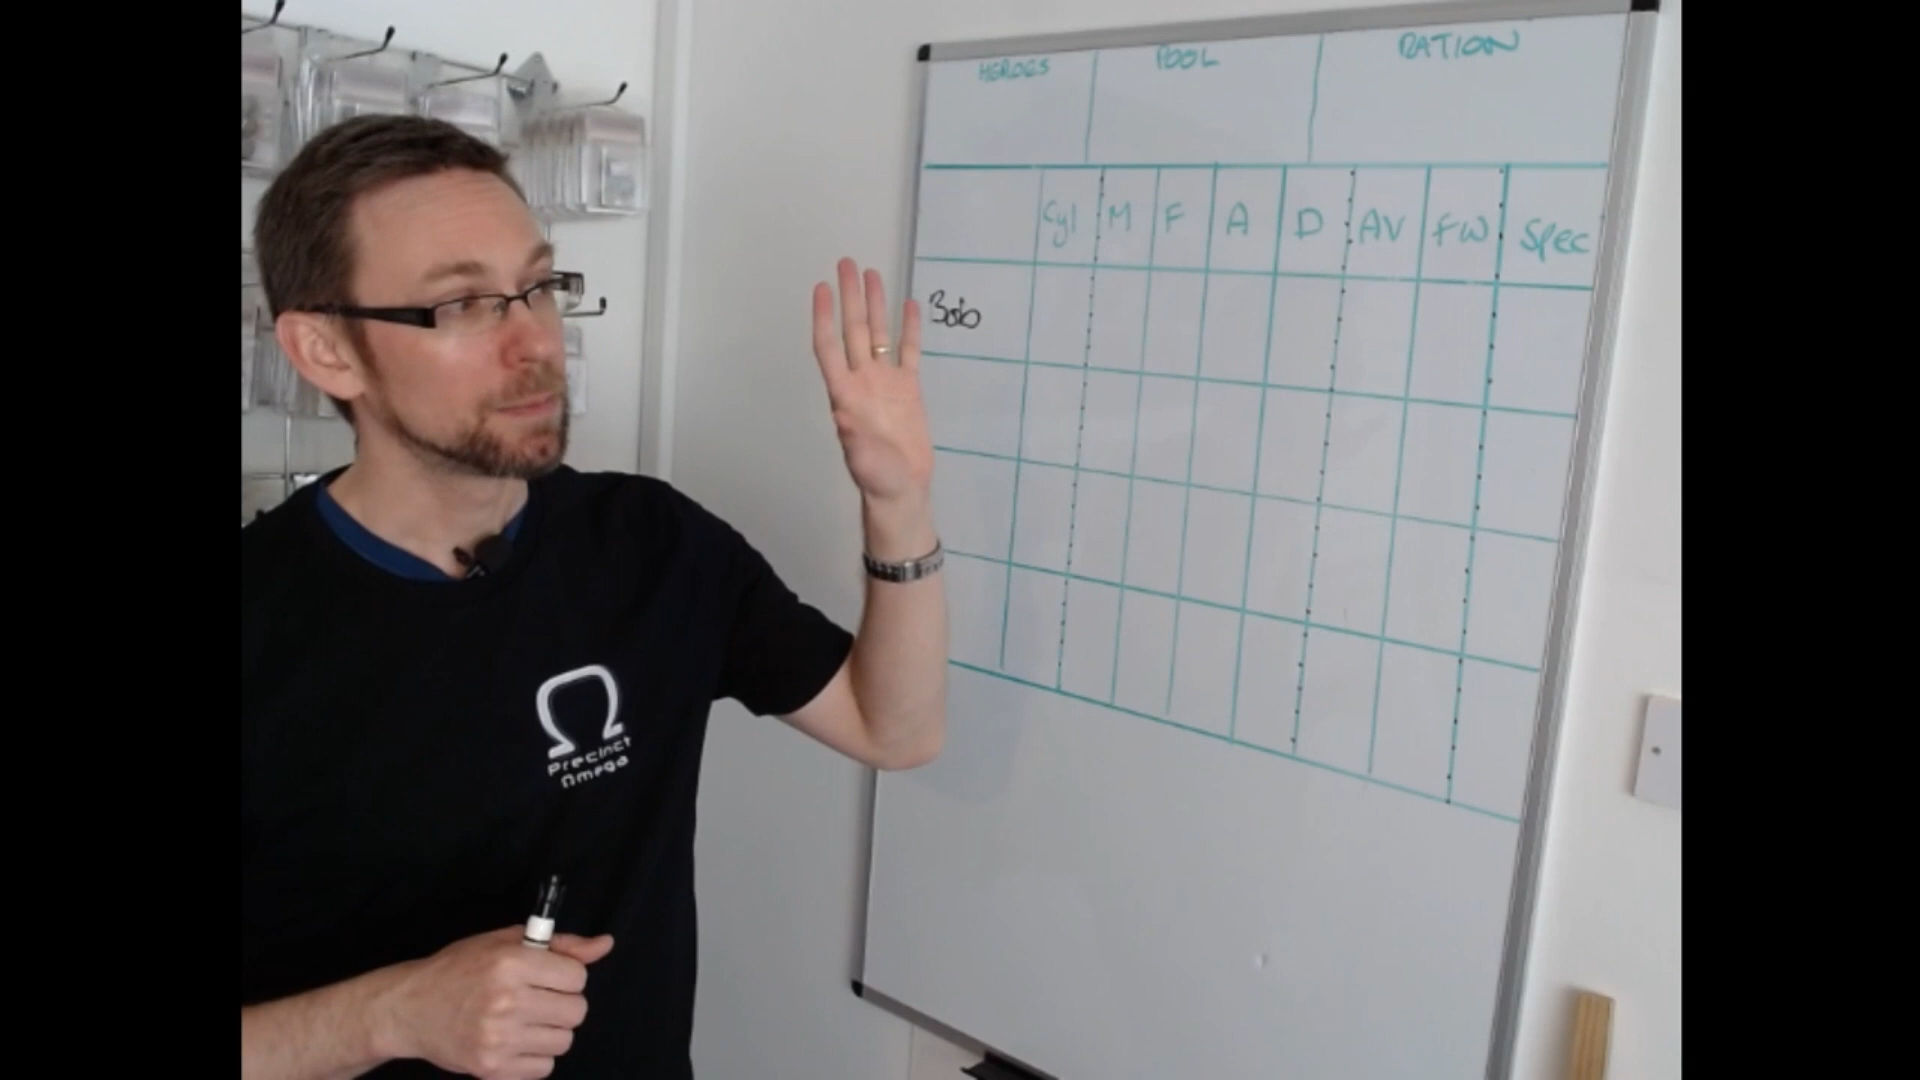 HEROES POOL RATION
Cyl M F A D AV FW Spec
Bob
Precinct
Omega